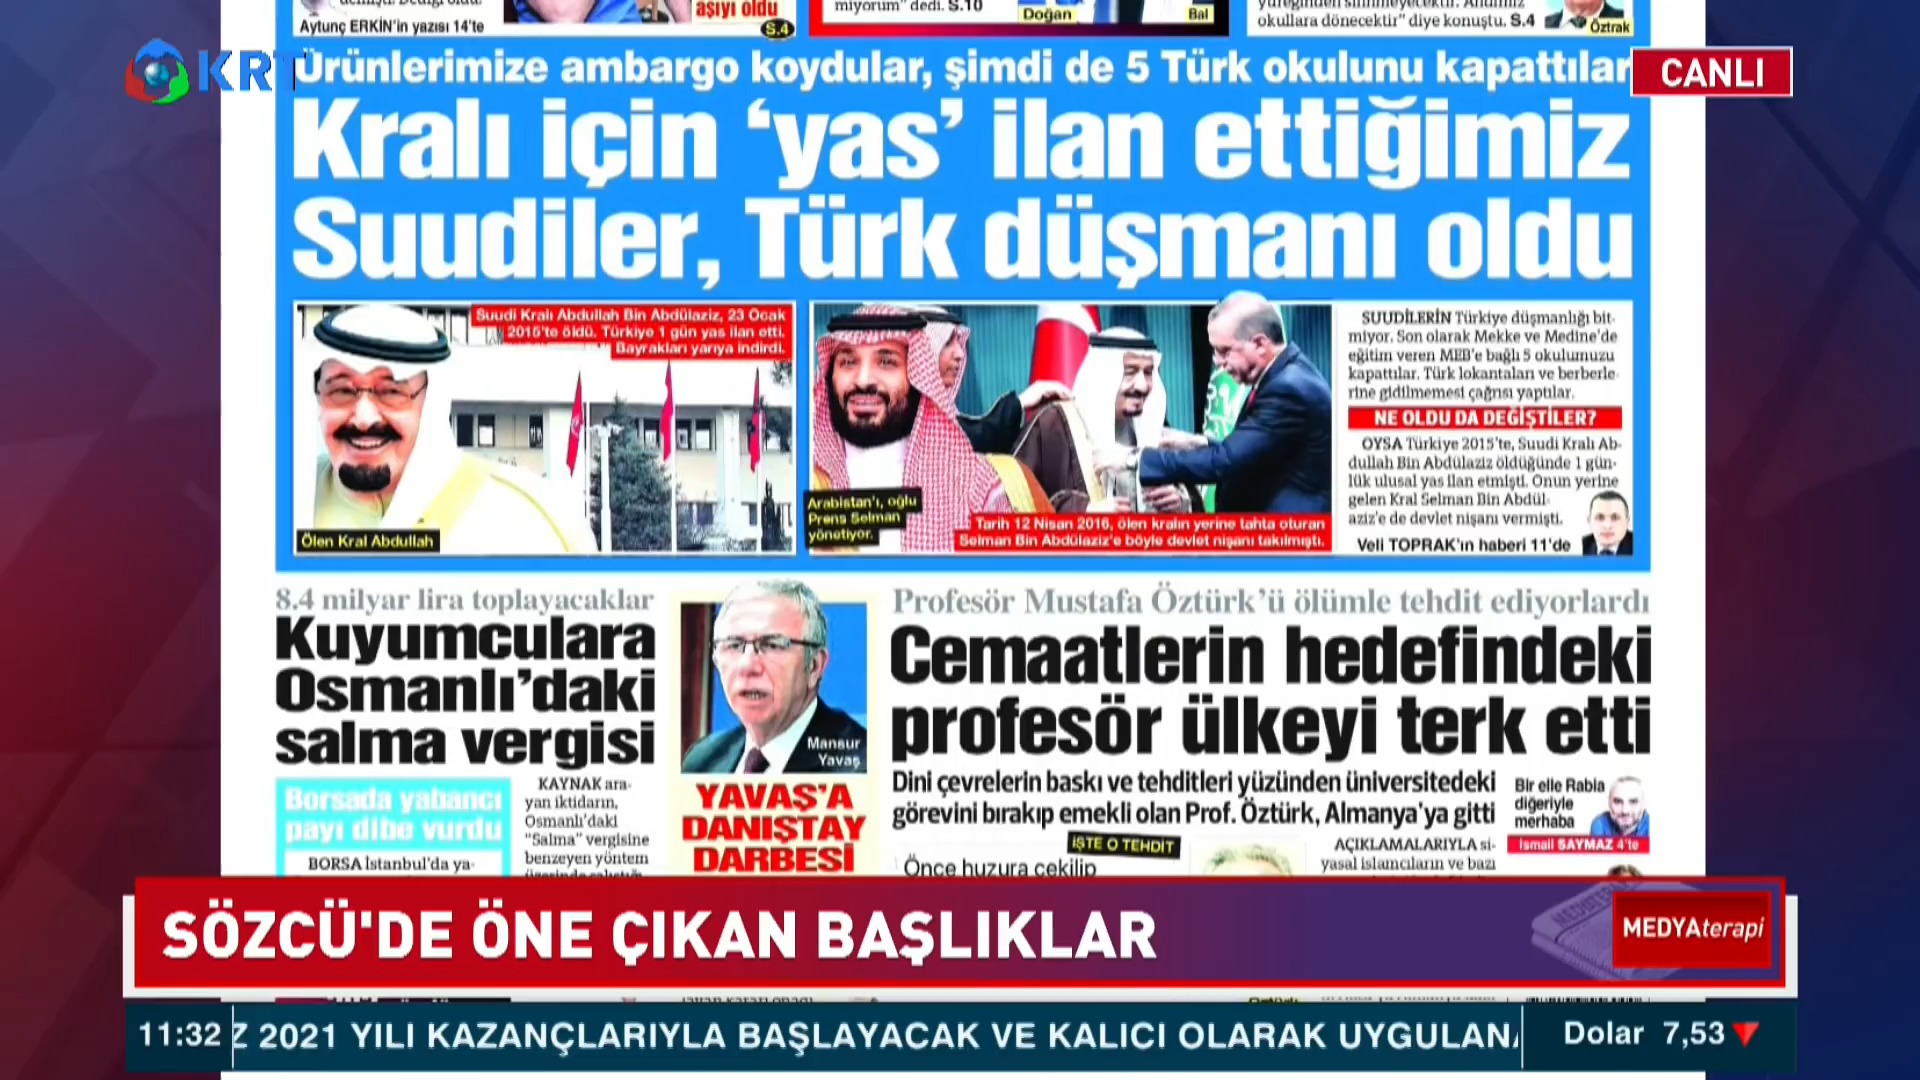 Aytunç ERKİN'in yazısı 14'te
aşıyı oldu
S.4
miyorum" dedi. S.10
Doğan
Bal
okullara dönecektir" diye konuştu. S.4
Öztrak
KRT
CANLI
Ürünlerimize ambargo koydular, şimdi de 5 Türk okulunu kapattılar
Kralı için 'yas' ilan ettiğimiz
Suudiler, Türk düşmanı oldu
Suudi Kralı Abdullah Bin Abdülaziz, 23 Ocak
2015'te öldü. Türkiye 1 gün yas ilan etti.
Bayrakları yarıya indirdi.
Ölen Kral Abdullah
Arabistan'ı, oğlu
Prens Selman
yönetiyor.
Tarih 12 Nisan 2016, ölen kralın yerine tahta oturan
Selman Bin Abdülaziz'e böyle devlet nişanı takılmıştı.
SUUDİLERİN Türkiye düşmanlığı bit-
miyor. Son olarak Mekke ve Medine'de
eğitim veren MEB'e bağlı 5 okulumuzu
kapattılar. Türk lokantaları ve berberle-
rine gidilmemesi çağrısı yaptılar.
NE OLDU DA DEĞİŞTİLER?
OYSA Türkiye 2015'te, Suudi Kralı Ab-
dullah Bin Abdülaziz öldüğünde 1 gün-
lük ulusal yas ilan etmişti. Onun yerine
gelen Kral Selman Bin Abdül-
aziz'e de devlet nişanı vermişti.
Veli TOPRAK'ın haberi 11'de
8.4 milyar lira toplayacaklar
Kuyumculara
Osmanlı'daki
salma vergisi
Borsada yabancı
payı dibe vurdu
BORSA İstanbul'da ya-
KAYNAK ara-
yan iktidarın,
Osmanlı'daki
"Salma" vergisine
benzeyen yöntem
Mansur
Yavaş
YAVAŞ'A
DANIŞTAY
DARBESİ
Profesör Mustafa Öztürk'ü ölümle tehdit ediyorlardı
Cemaatlerin hedefindeki
profesör ülkeyi terk etti
Dini çevrelerin baskı ve tehditleri yüzünden üniversitedeki
görevini bırakıp emekli olan Prof. Öztürk, Almanya'ya gitti
İŞTE O TEHDİT
Önce huzura çekilip
AÇIKLAMALARIYLA si-
yasal islamcıların ve bazı
Bir elle Rabia
diğeriyle
merhaba
İsmail SAYMAZ 4'te
SÖZCÜ'DE ÖNE ÇIKAN BAŞLIKLAR
MEDYAterapi
11:32
Z 2021 YILI KAZANÇLARIYLA BAŞLAYACAK VE KALICI OLARAK UYGULAN
Dolar 7,53